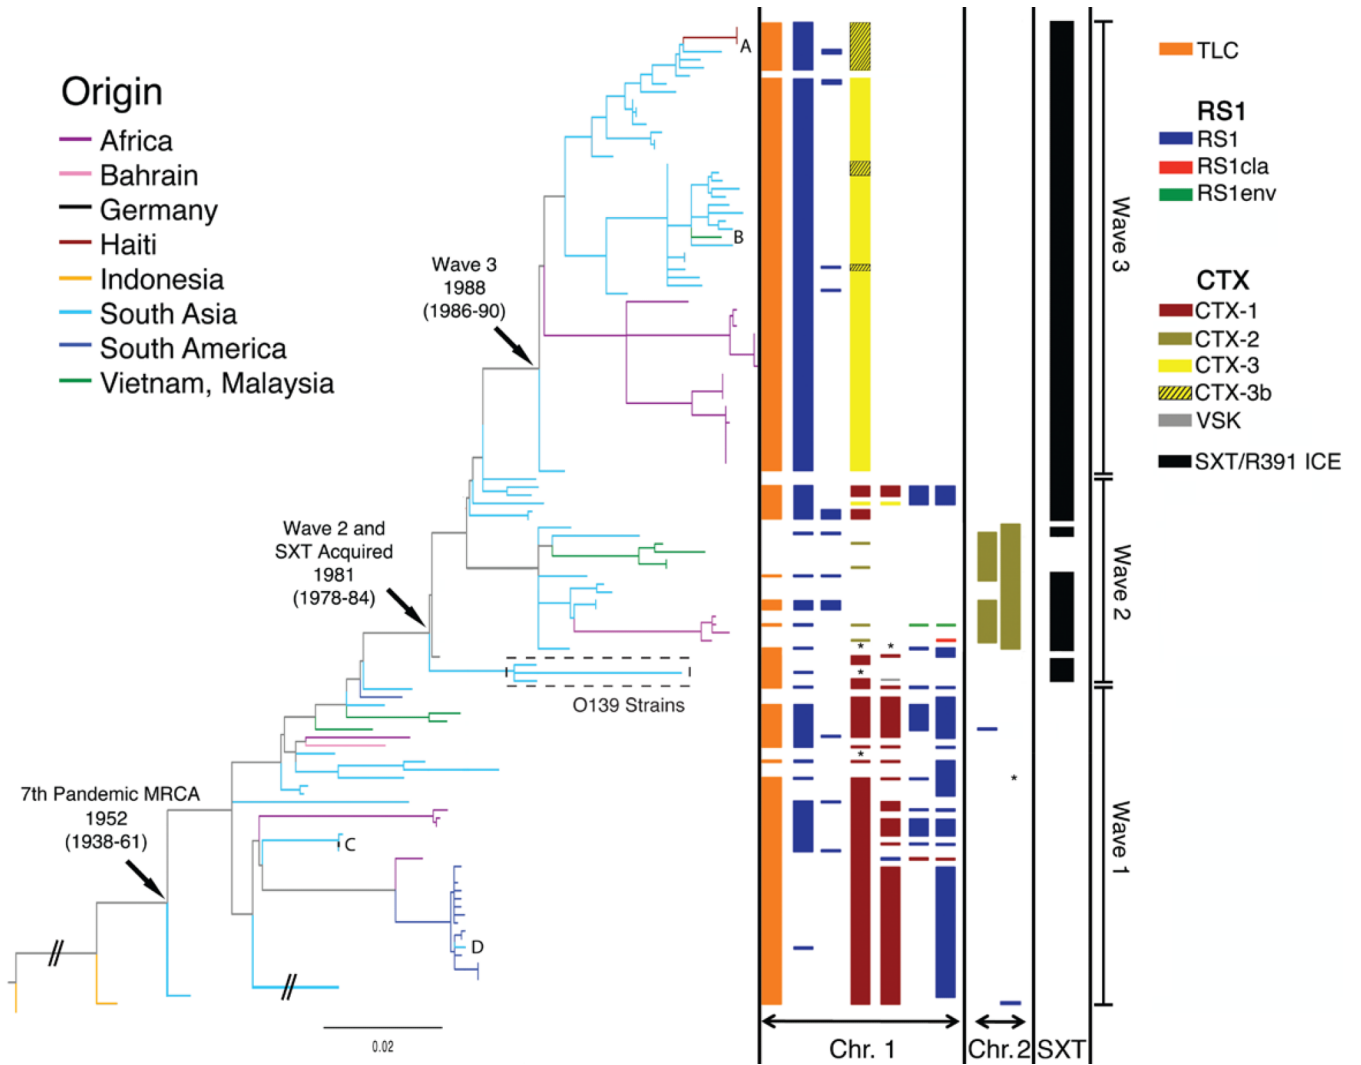 Origin
Africa
Bahrain
Germany
Haiti
Indonesia
South Asia
South America
Vietnam, Malaysia
A
B
Wave 3
1988
(1986-90)
Wave 2 and
SXT Acquired
1981
(1978-84)
O139 Strains
7th Pandemic MRCA
1952
(1938-61)
C
D
0.02
*
*
*
*
*
Chr. 1
Chr. 2
SXT
Wave 3
Wave 2
Wave 1
TLC
RS1
RS1
RS1cla
RS1env
CTX
CTX-1
CTX-2
CTX-3
CTX-3b
VSK
SXT/R391 ICE